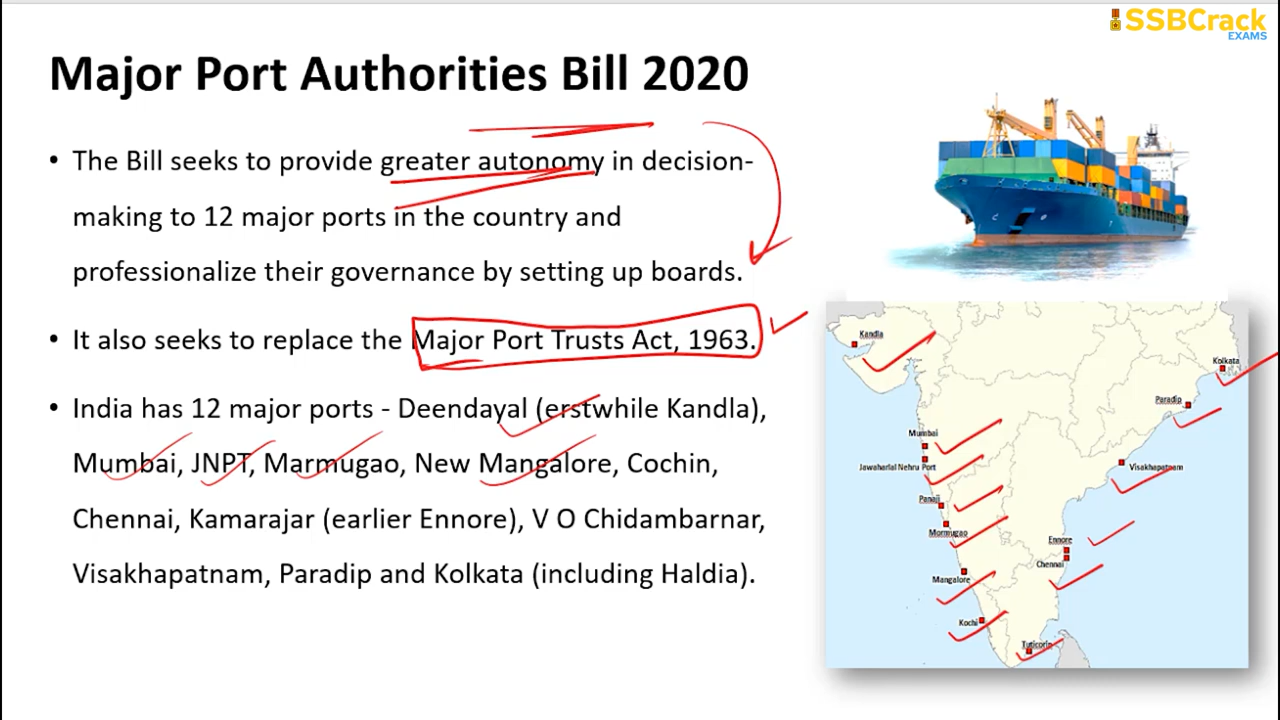 SSBCrack
EXAMS
Major Port Authorities Bill 2020
• The Bill seeks to provide greater autonomy in decision-
making to 12 major ports in the country and
professionalize their governance by setting up boards.
• It also seeks to replace the Major Port Trusts Act, 1963.
• India has 12 major ports - Deendayal (erstwhile Kandla),
Mumbai, JNPT, Marmugao, New Mangalore, Cochin,
Chennai, Kamarajar (earlier Ennore), V O Chidambarnar,
Visakhapatnam, Paradip and Kolkata (including Haldia).
Kandla
Kolkata
Paradip
Mumbai
Jawaharlal Nehru Port
Visakhapatnam
Panaji
Mormugao
Ennore
Chennai
Mangalore
Kochi
Tuticorin